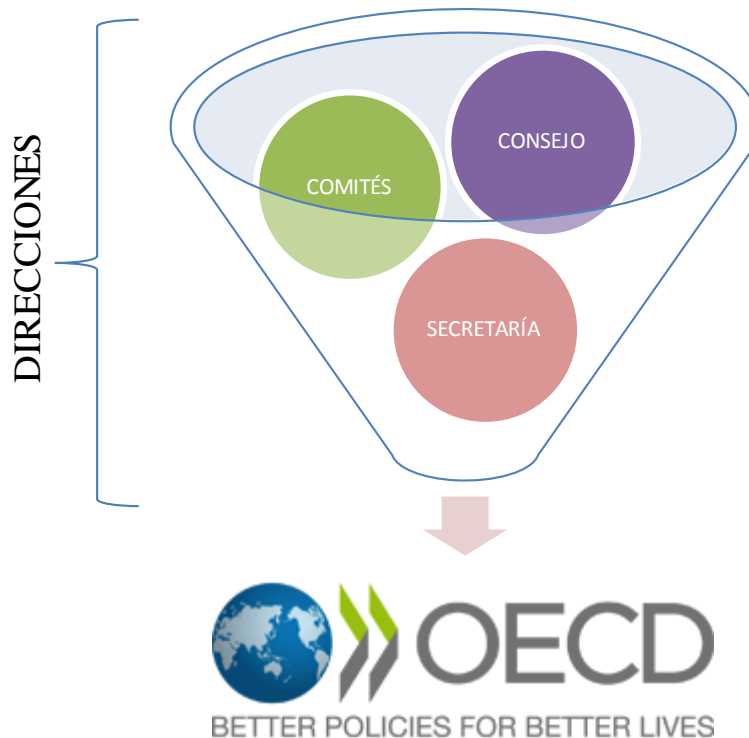 DIRECCIONES
CONSEJO
COMITÉS
SECRETARÍA
OECD
BETTER POLICIES FOR BETTER LIVES